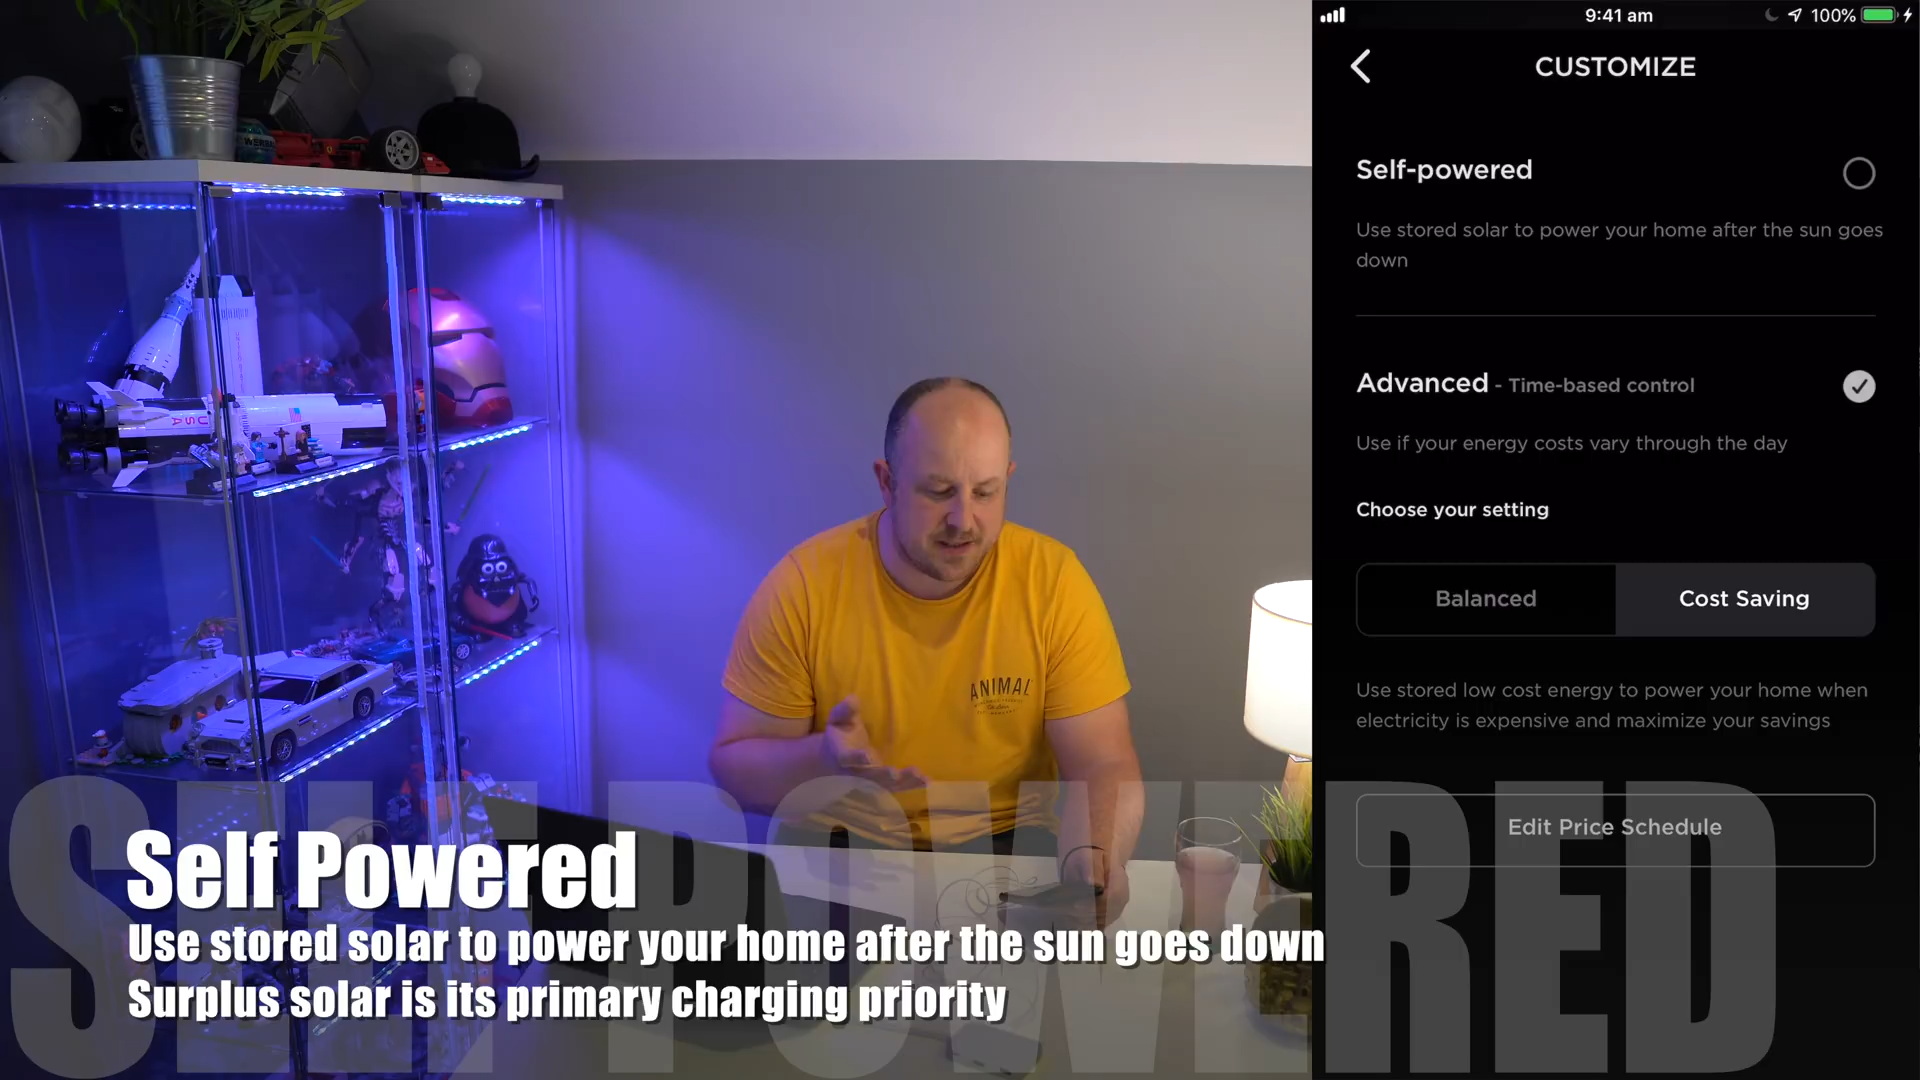 9:41 am
100%
CUSTOMIZE
Self-powered
Use stored solar to power your home after the sun goes
down
Advanced - Time-based control
Use if your energy costs vary through the day
Choose your setting
Balanced
Cost Saving
Use stored low cost energy to power your home when
electricity is expensive and maximize your savings
Edit Price Schedule
USA
ANIMAL
SELF POWERED
Self Powered
Use stored solar to power your home after the sun goes down
Surplus solar is its primary charging priority